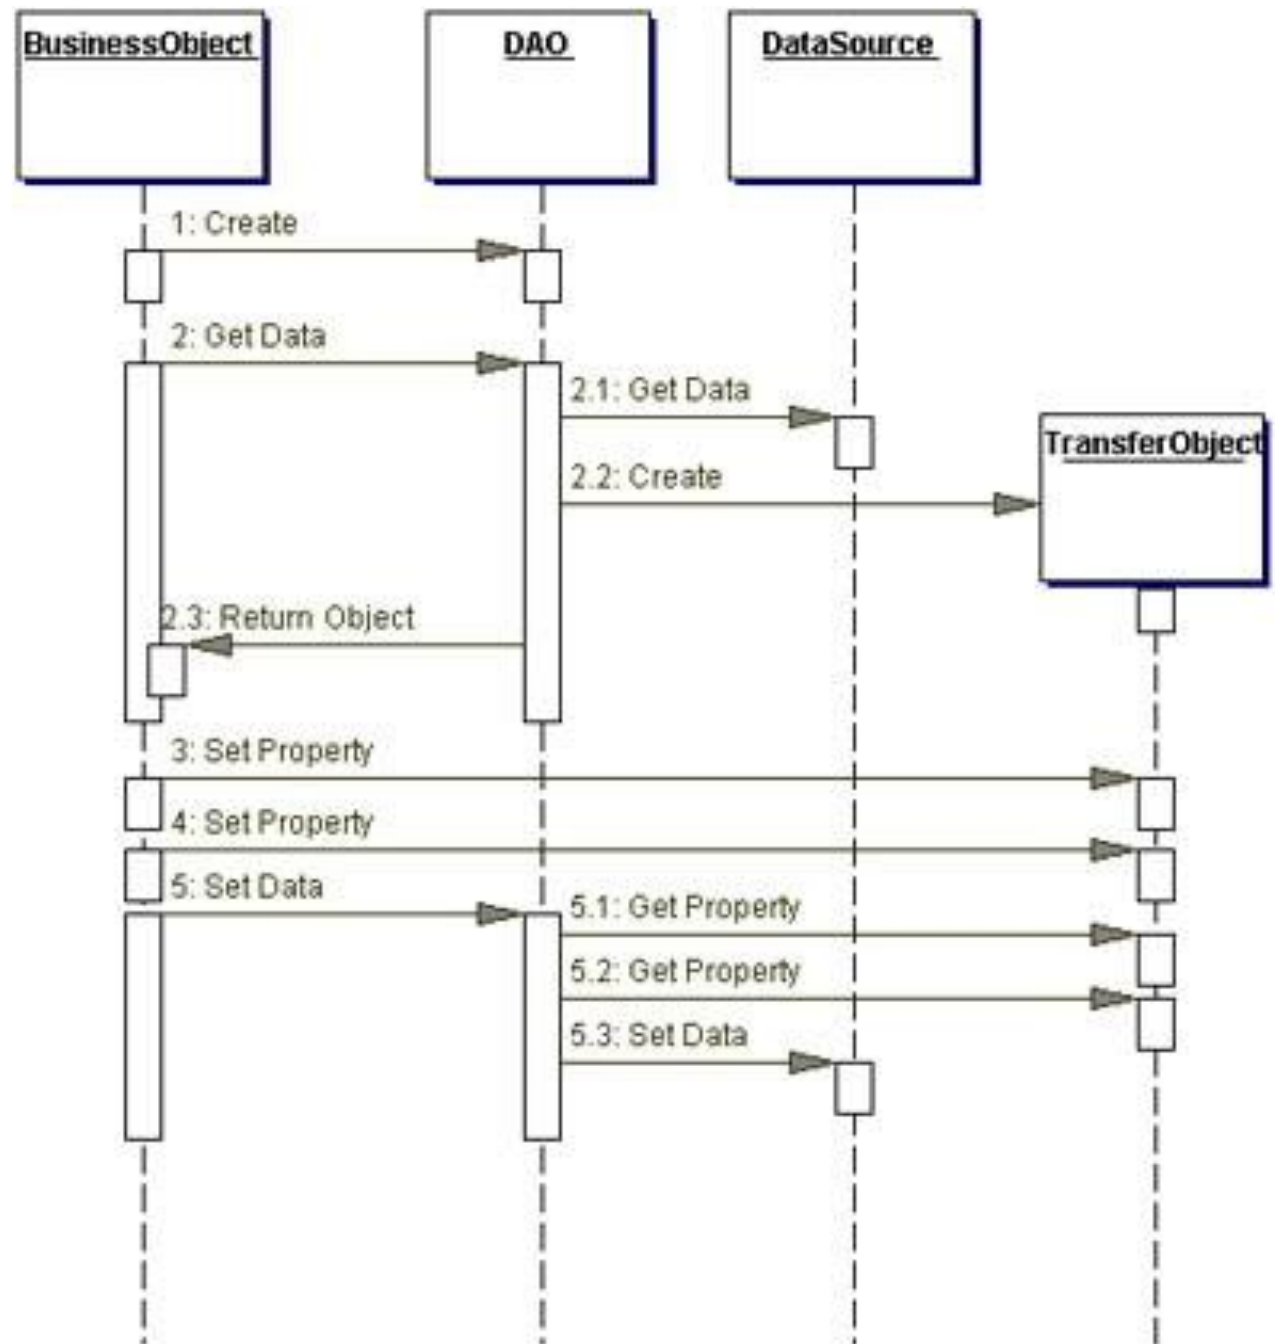 BusinessObject
DAO
DataSource
1: Create
2: Get Data
2.1: Get Data
TransferObject
2.2: Create
2.3: Return Object
3: Set Property
4: Set Property
5: Set Data
5.1: Get Property
5.2: Get Property
5.3: Set Data